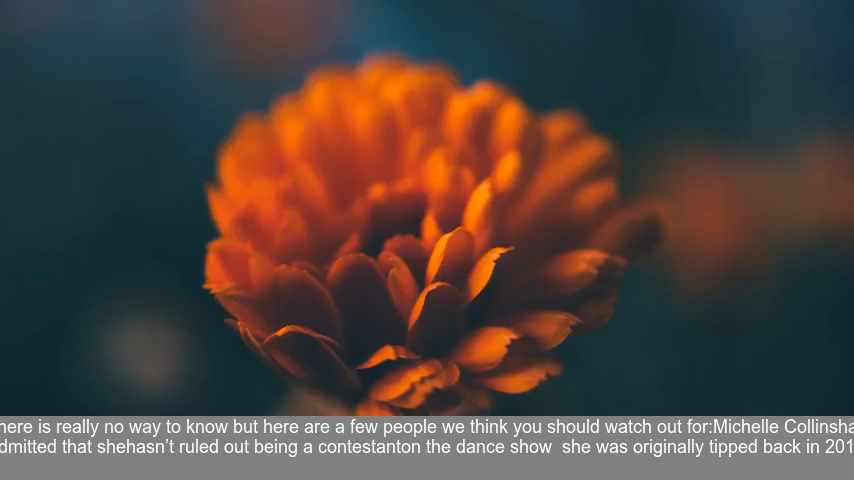 here is really no way to know but here are a few people we think you should watch out for:Michelle Collinsha
dmitted that shehasn’t ruled out being a contestanton the dance show  she was originally tipped back in 201